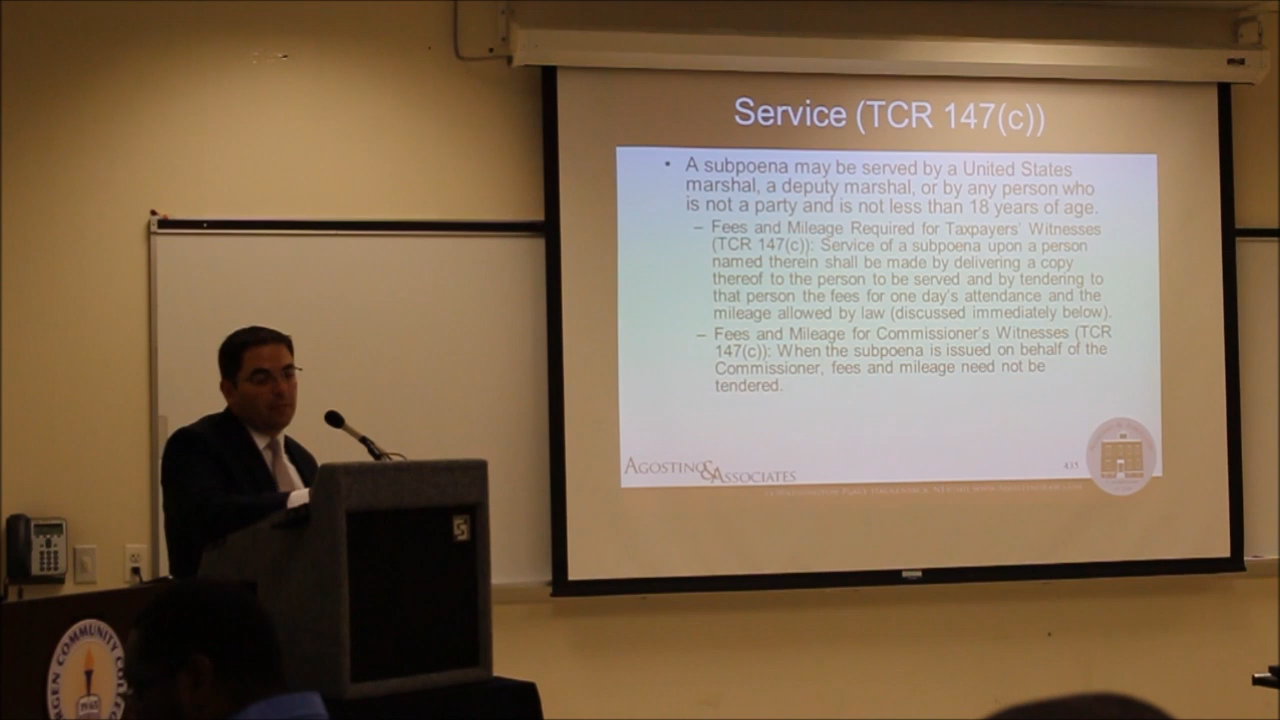 Service (TCR 147(c))
• A subpoena may be served by a United States
marshal, a deputy marshal, or by any person who
is not a party and is not less than 18 years of age.
– Fees and Mileage Required for Taxpayers' Witnesses
(TCR 147(c)): Service of a subpoena upon a person
named therein shall be made by delivering a copy
thereof to the person to be served and by tendering to
that person the fees for one day's attendance and the
mileage allowed by law (discussed immediately below).
– Fees and Mileage for Commissioner's Witnesses (TCR
147(c)): When the subpoena is issued on behalf of the
Commissioner, fees and mileage need not be
tendered.
AGOSTINO & ASSOCIATES
435
S
RGEN COMMUNITY COLLEG
1965